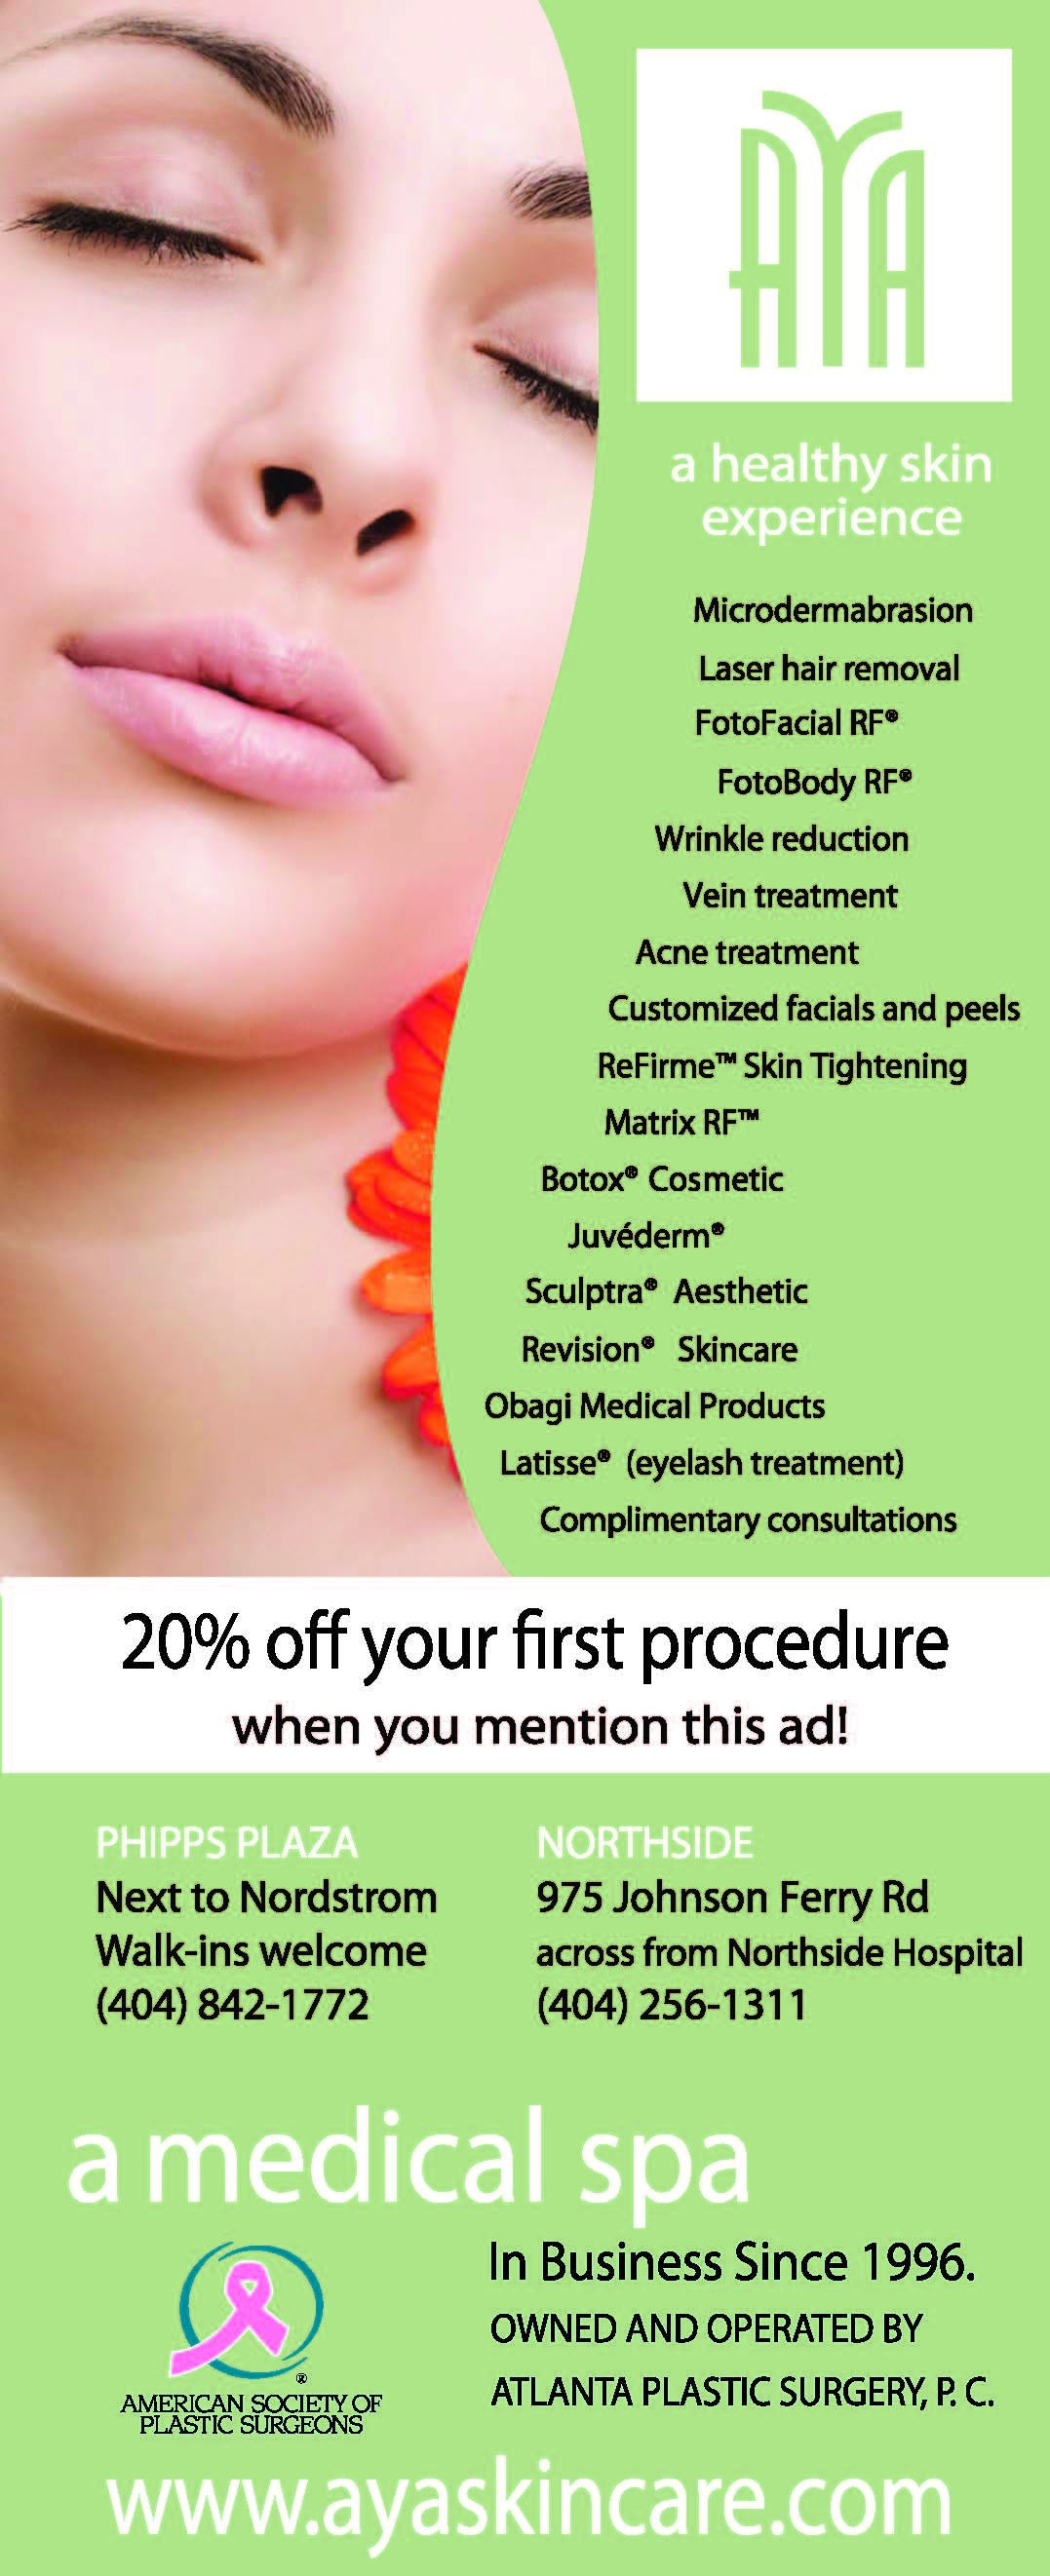 AYA
a healthy skin
experience
Microdermabrasion
Laser hair removal
FotoFacial RF®
FotoBody RF®
Wrinkle reduction
Vein treatment
Acne treatment
Customized facials and peels
ReFirme™ Skin Tightening
Matrix RF™
Botox® Cosmetic
Juvéderm®
Sculptra® Aesthetic
Revision® Skincare
Obagi Medical Products
Latisse® (eyelash treatment)
Complimentary consultations
20% off your first procedure
when you mention this ad!
PHIPPS PLAZA
Next to Nordstrom
Walk-ins welcome
(404) 842-1772
NORTHSIDE
975 Johnson Ferry Rd
across from Northside Hospital
(404) 256-1311
a medical spa
®
AMERICAN SOCIETY OF
PLASTIC SURGEONS
In Business Since 1996.
OWNED AND OPERATED BY
ATLANTA PLASTIC SURGERY, P. C.
www.ayaskincare.com